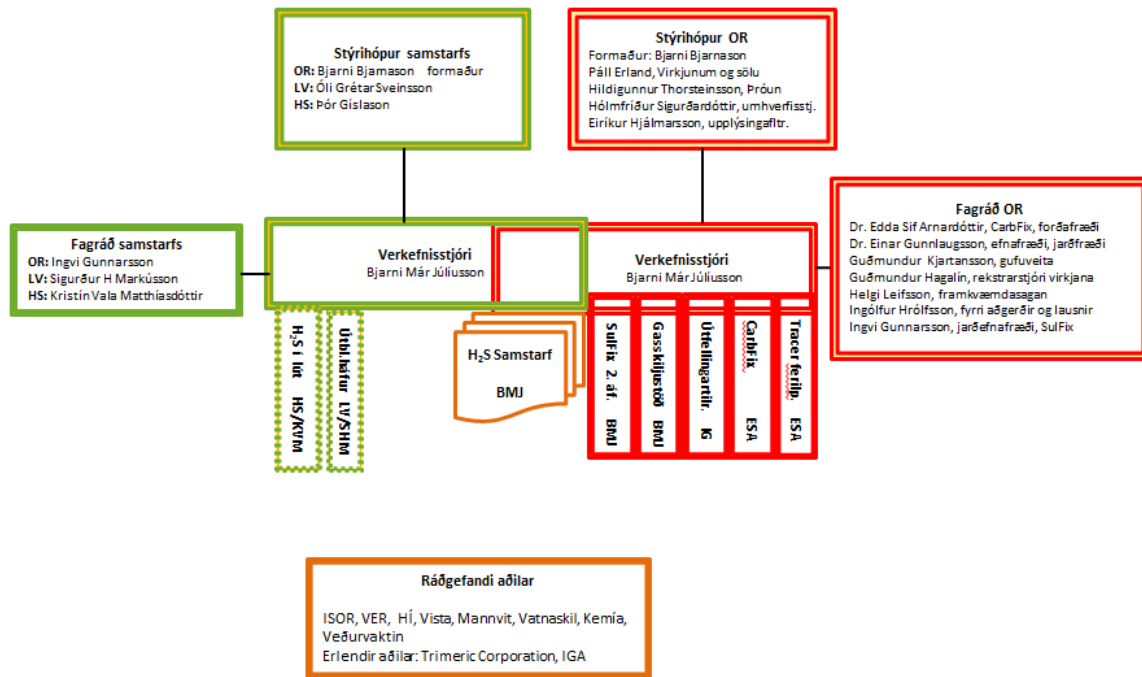 Stýrihópur samstarfs
OR: Bjarni Bjarnason formaður
LV: Óli Grétar Sveinsson
HS: Þór Gíslason
Stýrihópur OR
Formaður: Bjarni Bjarnason
Páll Erland, Virkjunum og sölu
Hildigunnur Thorsteinsson, Þróun
Hólmfríður Sigurðardóttir, umhverfisstj.
Eiríkur Hjálmarsson, upplýsingafltr.
Fagráð samstarfs
OR: Ingvi Gunnarsson
LV: Sigurður H Markússon
HS: Kristín Vala Matthíasdóttir
Verkefnisstjóri
Bjarni Már Júlíusson
Verkefnisstjóri
Bjarni Már Júlíusson
Fagráð OR
Dr. Edda Sif Arnardóttir, CarbFix, forðafræði
Dr. Einar Gunnlaugsson, efnafræði, jarðfræði
Guðmundur Kjartansson, gufuveita
Guðmundur Hagalín, rekstrarstjóri virkjana
Helgi Leifsson, framkvæmdasagan
Ingólfur Hrólfsson, fyrri aðgerðir og lausnir
Ingvi Gunnarsson, jarðefnafræði, SulFix
H₂S í lút HS/KVM
Útbl.háfur LV/SHM
H₂S Samstarf
BMJ
SulFix 2. áf. BMJ
Gasskiljustöð BMJ
Útfellingartilr. IG
CarbFix ESA
Tracer ferilp. ESA
Ráðgefandi aðilar
ISOR, VER, HÍ, Vista, Mannvit, Vatnaskil, Kemía,
Veðurvaktin
Erlendir aðilar: Trimeric Corporation, IGA